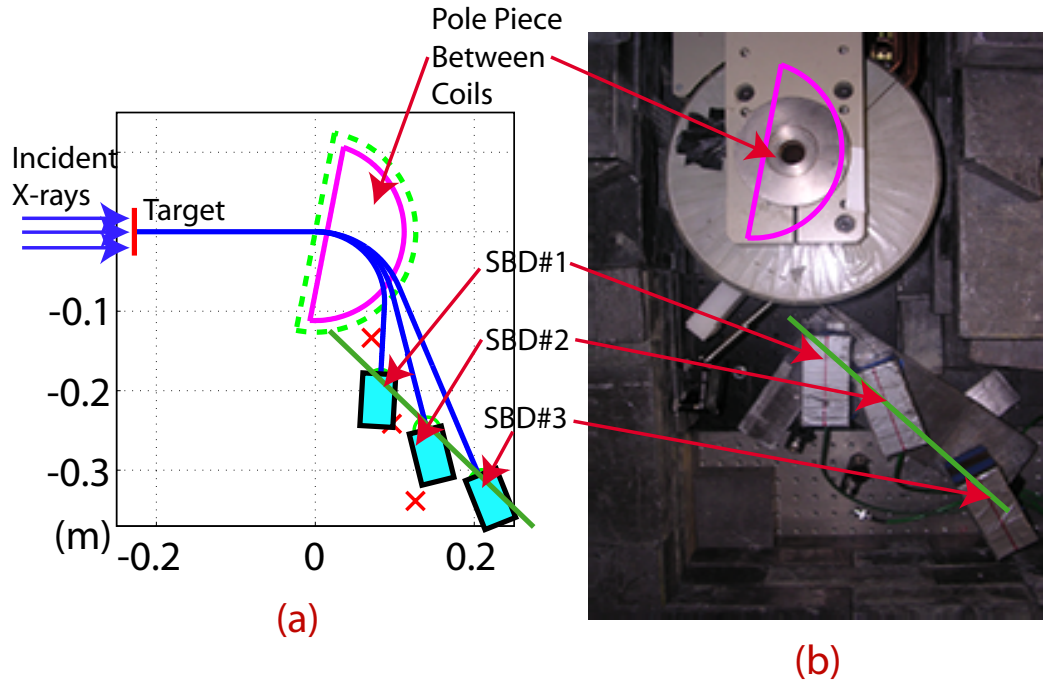 Pole Piece
Between
Coils
Incident
X-rays
Target
SBD#1
SBD#2
SBD#3
-0.1
-0.2
-0.3
(m)
-0.2
0
0.2
(a)
(b)